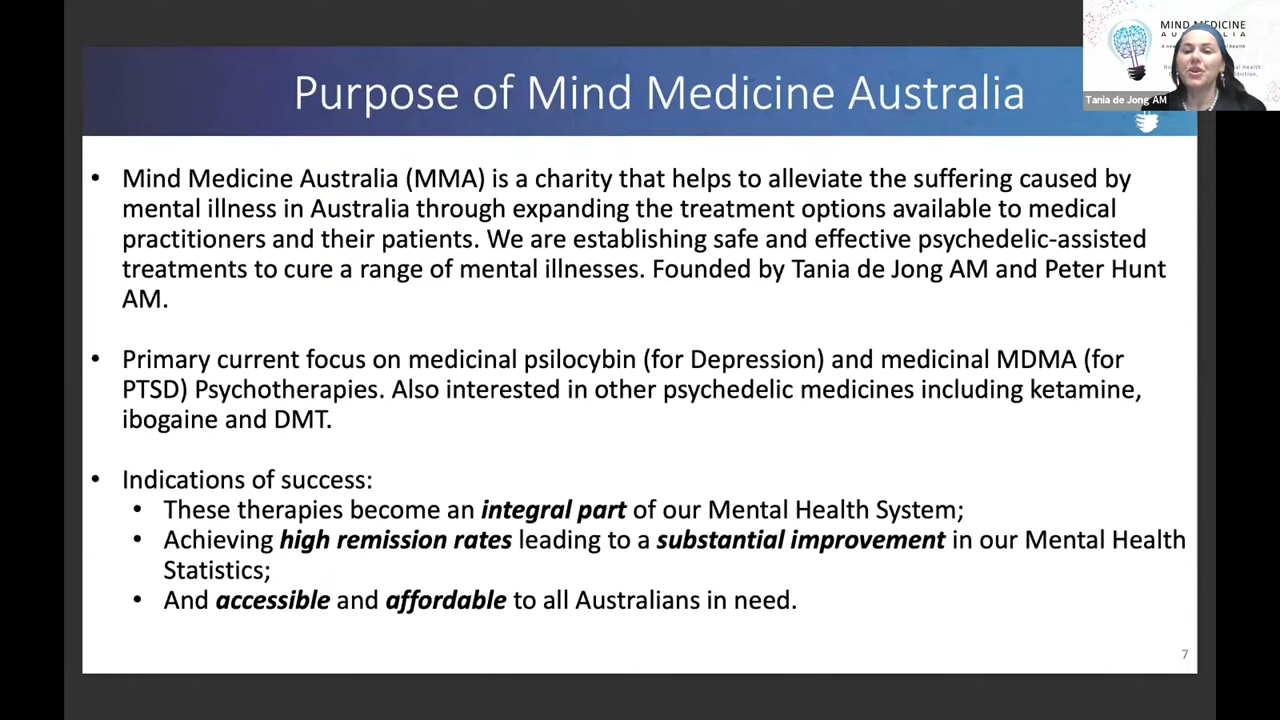 Purpose of Mind Medicine Australia
MIND MEDICINE
AUSTRALIA
Tania de Jong AM
• Mind Medicine Australia (MMA) is a charity that helps to alleviate the suffering caused by
mental illness in Australia through expanding the treatment options available to medical
practitioners and their patients. We are establishing safe and effective psychedelic-assisted
treatments to cure a range of mental illnesses. Founded by Tania de Jong AM and Peter Hunt
AM.
• Primary current focus on medicinal psilocybin (for Depression) and medicinal MDMA (for
PTSD) Psychotherapies. Also interested in other psychedelic medicines including ketamine,
ibogaine and DMT.
• Indications of success:
• These therapies become an integral part of our Mental Health System;
• Achieving high remission rates leading to a substantial improvement in our Mental Health
Statistics;
• And accessible and affordable to all Australians in need.
7